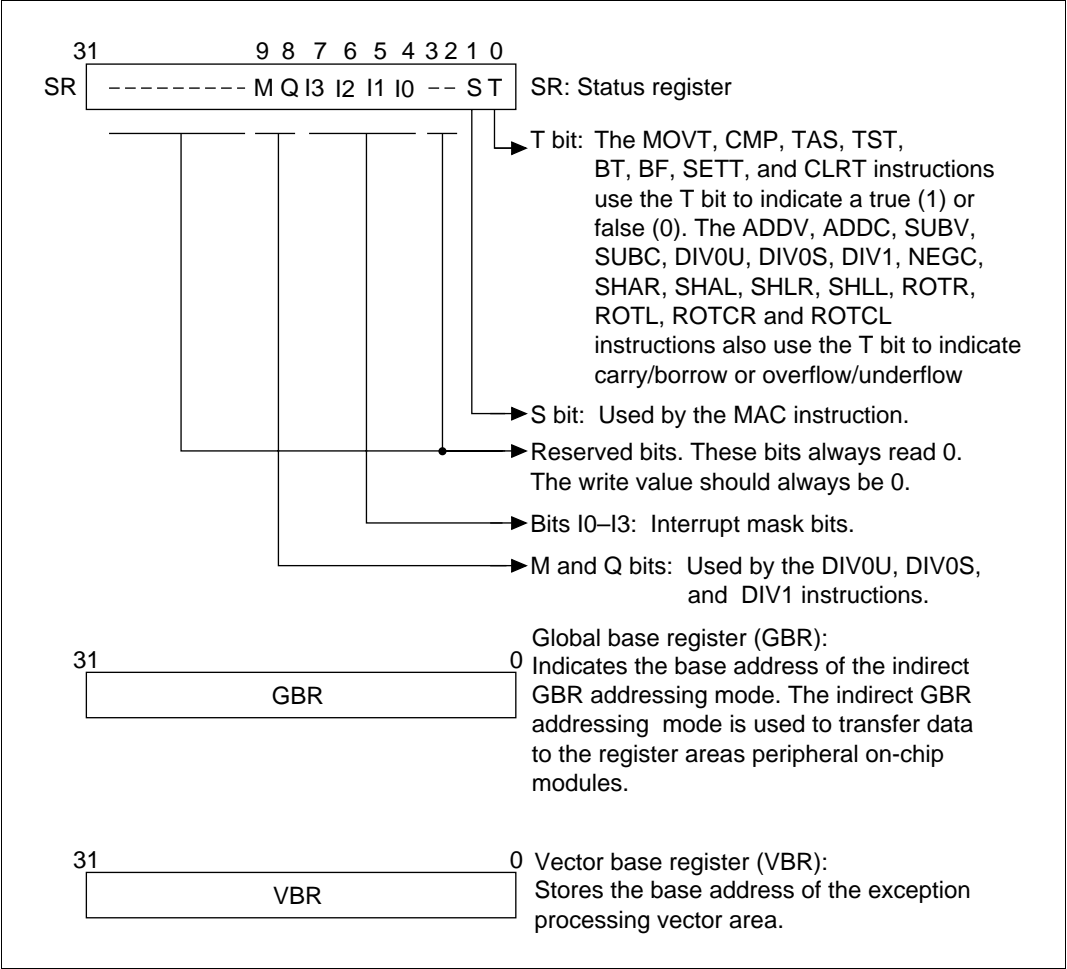 31 9 8 7 6 5 4 3 2 1 0
SR --------- M Q I3 I2 I1 I0 -- S T SR: Status register
T bit: The MOVT, CMP, TAS, TST,
BT, BF, SETT, and CLRT instructions
use the T bit to indicate a true (1) or
false (0). The ADDV, ADDC, SUBV,
SUBC, DIV0U, DIV0S, DIV1, NEGC,
SHAR, SHAL, SHLR, SHLL, ROTR,
ROTL, ROTCR and ROTCL
instructions also use the T bit to indicate
carry/borrow or overflow/underflow
S bit: Used by the MAC instruction.
Reserved bits. These bits always read 0.
The write value should always be 0.
Bits I0–I3: Interrupt mask bits.
M and Q bits: Used by the DIV0U, DIV0S,
and DIV1 instructions.
Global base register (GBR):
31 0 Indicates the base address of the indirect
GBR GBR addressing mode. The indirect GBR
addressing mode is used to transfer data
to the register areas peripheral on-chip
modules.
31 0 Vector base register (VBR):
VBR Stores the base address of the exception
processing vector area.